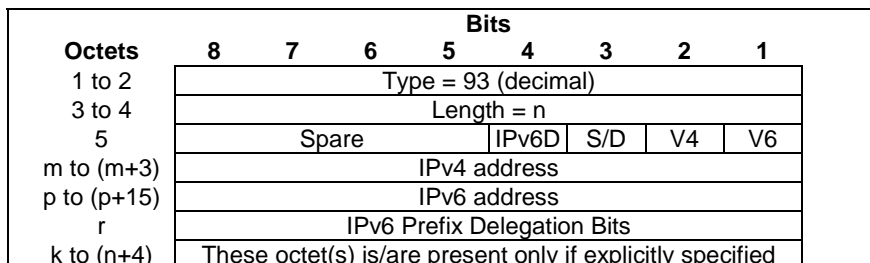 Bits
Octets 8 7 6 5 4 3 2 1
1 to 2 Type = 93 (decimal)
3 to 4 Length = n
5 Spare IPv6D S/D V4 V6
m to (m+3) IPv4 address
p to (p+15) IPv6 address
r IPv6 Prefix Delegation Bits
k to (n+4) These octet(s) is/are present only if explicitly specified